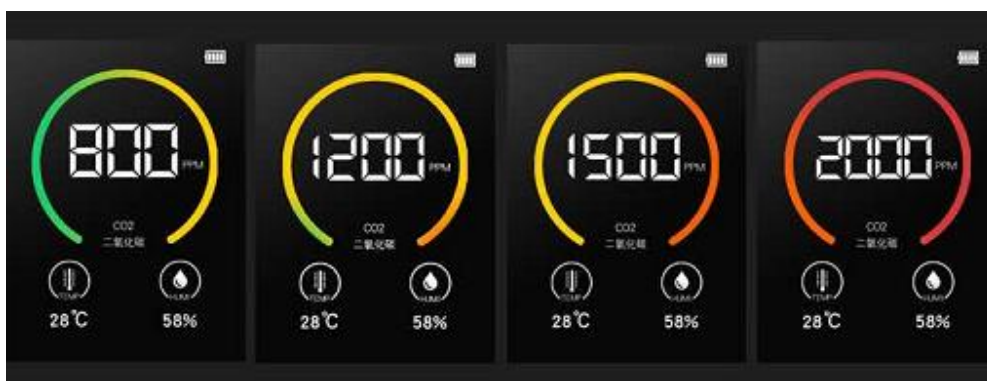 800 PPM
CO2
二氧化碳
TEMP
HUMI
28℃
58%
1200 PPM
CO2
二氧化碳
TEMP
HUMI
28℃
58%
1500 PPM
CO2
二氧化碳
TEMP
HUMI
28℃
58%
2000 PPM
CO2
二氧化碳
TEMP
HUMI
28℃
58%